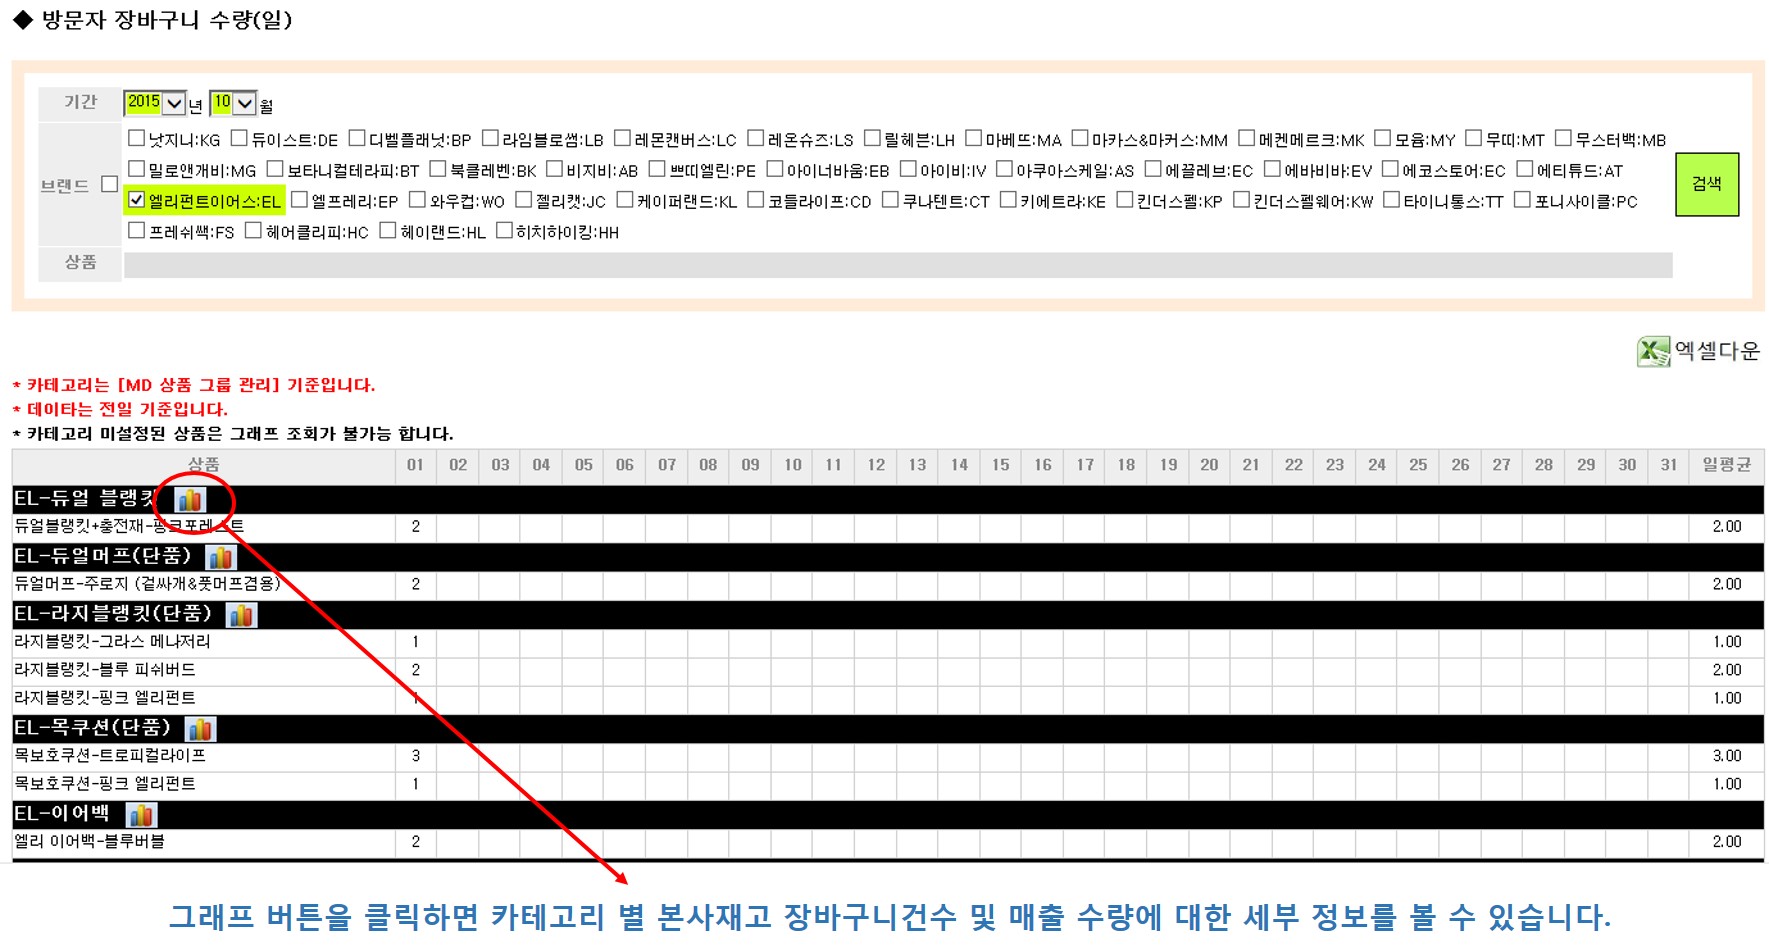 ◆ 방문자 장바구니 수량(일)
기간 2015 년 10 월
낫지니:KG 듀이스트:DE 디벨플래넛:BP 라임블로썸:LB 레몬캔버스:LC 레온슈즈:LS 릴헤븐:LH 마베뜨:MA 마카스&마커스:MM 메켄메르크:MK 모윰:MY 무띠:MT 무스터백:MB
브랜드 밀로앤개비:MG 보타니컬테라피:BT 북클레벤:BK 비지비:AB 쁘띠엘린:PE 아이너바움:EB 아이비:IV 아쿠아스케일:AS 에끌레브:EC 에바비바:EV 에코스토어:EC 에티튜드:AT
엘리펀트이어스:EL 엘프레리:EP 와우컵:WO 젤리캣:JC 케이퍼랜드:KL 코들라이프:CD 쿠나텐트:CT 키에트라:KE 킨더스펠:KP 킨더스펠웨어:KW 타이니통스:TT 포니사이클:PC
프레쉬쌕:FS 헤어클리피:HC 헤이랜드:HL 히치하이킹:HH
검색
상품
엑셀다운
* 카테고리는 [MD 상품 그룹 관리] 기준입니다.
* 데이타는 전일 기준입니다.
* 카테고리 미설정된 상품은 그래프 조회가 불가능 합니다.
상품 01 02 03 04 05 06 07 08 09 10 11 12 13 14 15 16 17 18 19 20 21 22 23 24 25 26 27 28 29 30 31 일평균
EL-듀얼 블랭킷
듀얼블랭킷+충전재-핑크포레스트 2 2.00
EL-듀얼머프(단품)
듀얼머프-주로지 (겉싸개&풋머프겸용) 2 2.00
EL-라지블랭킷(단품)
라지블랭킷-그라스 메나저리 1 1.00
라지블랭킷-블루 피쉬버드 2 2.00
라지블랭킷-핑크 엘리펀트 1 1.00
EL-목쿠션(단품)
목보호쿠션-트로피컬라이프 3 3.00
목보호쿠션-핑크 엘리펀트 1 1.00
EL-이어백
엘리 이어백-블루버블 2 2.00
그래프 버튼을 클릭하면 카테고리 별 본사재고 장바구니건수 및 매출 수량에 대한 세부 정보를 볼 수 있습니다.